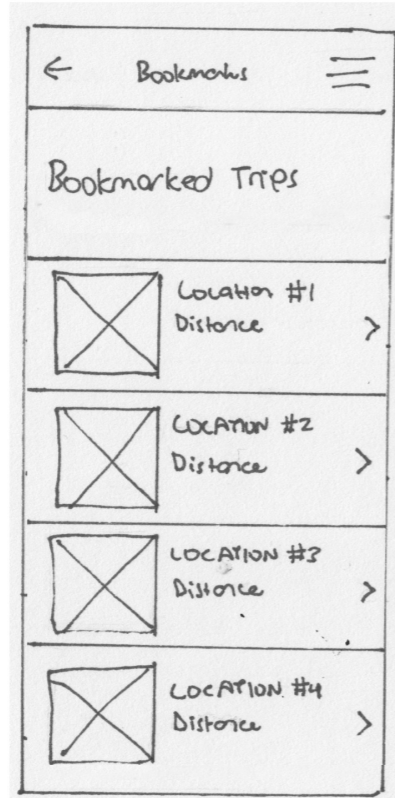 Bookmarks
Bookmarked Trips
Location #1
Distance
LOCATION #2
Distance
LOCATION #3
Distance
LOCATION #4
Distance